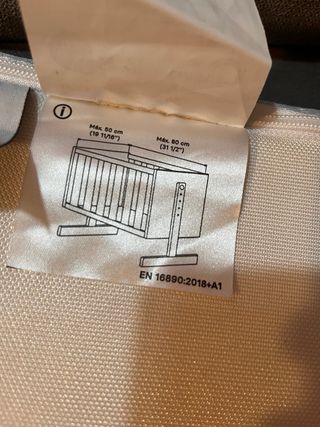 Máx. 50 cm
(19 11/16")
Máx. 80 cm
(31 1/2")
EN 16890:2018+A1